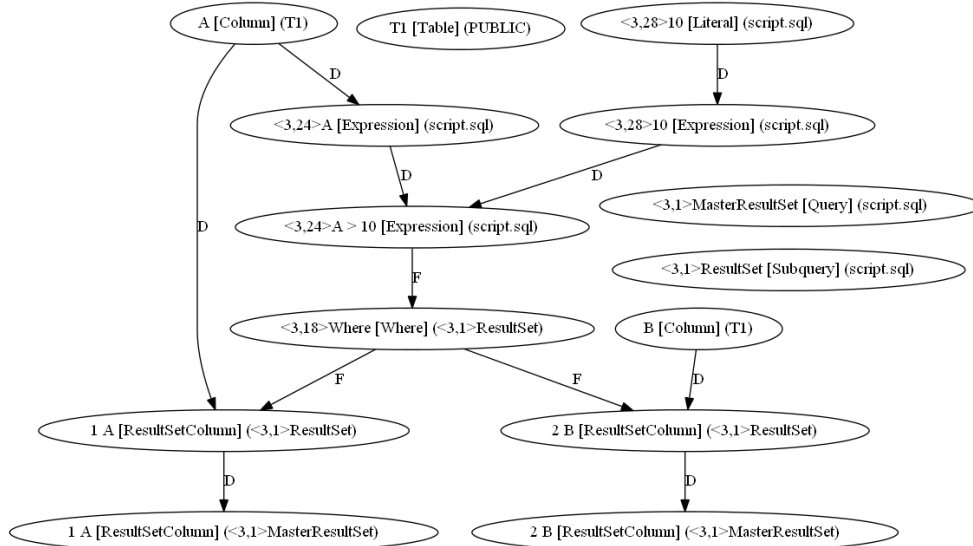 A [Column] (T1)
T1 [Table] (PUBLIC)
<3,28>10 [Literal] (script.sql)
D
D
<3,24>A [Expression] (script.sql)
<3,28>10 [Expression] (script.sql)
D
D
<3,1>MasterResultSet [Query] (script.sql)
D
<3,24>A > 10 [Expression] (script.sql)
<3,1>ResultSet [Subquery] (script.sql)
F
<3,18>Where [Where] (<3,1>ResultSet)
B [Column] (T1)
F
F
D
1 A [ResultSetColumn] (<3,1>ResultSet)
2 B [ResultSetColumn] (<3,1>ResultSet)
D
D
1 A [ResultSetColumn] (<3,1>MasterResultSet)
2 B [ResultSetColumn] (<3,1>MasterResultSet)